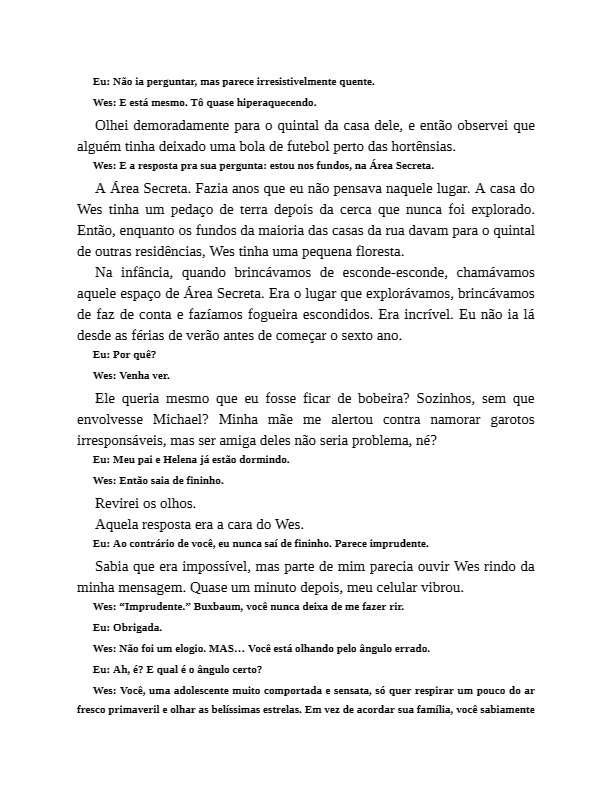 Eu: Não ia perguntar, mas parece irresistivelmente quente.
Wes: E está mesmo. Tô quase hiperaquecendo.
Olhei demoradamente para o quintal da casa dele, e então observei que
alguém tinha deixado uma bola de futebol perto das hortênsias.
Wes: E a resposta pra sua pergunta: estou nos fundos, na Área Secreta.
A Área Secreta. Fazia anos que eu não pensava naquele lugar. A casa do
Wes tinha um pedaço de terra depois da cerca que nunca foi explorado.
Então, enquanto os fundos da maioria das casas da rua davam para o quintal
de outras residências, Wes tinha uma pequena floresta.
Na infância, quando brincávamos de esconde-esconde, chamávamos
aquele espaço de Área Secreta. Era o lugar que explorávamos, brincávamos
de faz de conta e fazíamos fogueira escondidos. Era incrível. Eu não ia lá
desde as férias de verão antes de começar o sexto ano.
Eu: Por quê?
Wes: Venha ver.
Ele queria mesmo que eu fosse ficar de bobeira? Sozinhos, sem que
envolvesse Michael? Minha mãe me alertou contra namorar garotos
irresponsáveis, mas ser amiga deles não seria problema, né?
Eu: Meu pai e Helena já estão dormindo.
Wes: Então saia de fininho.
Revirei os olhos.
Aquela resposta era a cara do Wes.
Eu: Ao contrário de você, eu nunca saí de fininho. Parece imprudente.
Sabia que era impossível, mas parte de mim parecia ouvir Wes rindo da
minha mensagem. Quase um minuto depois, meu celular vibrou.
Wes: “Imprudente.” Buxbaum, você nunca deixa de me fazer rir.
Eu: Obrigada.
Wes: Não foi um elogio. MAS… Você está olhando pelo ângulo errado.
Eu: Ah, é? E qual é o ângulo certo?
Wes: Você, uma adolescente muito comportada e sensata, só quer respirar um pouco do ar
fresco primaveril e olhar as belíssimas estrelas. Em vez de acordar sua família, você sabiamente